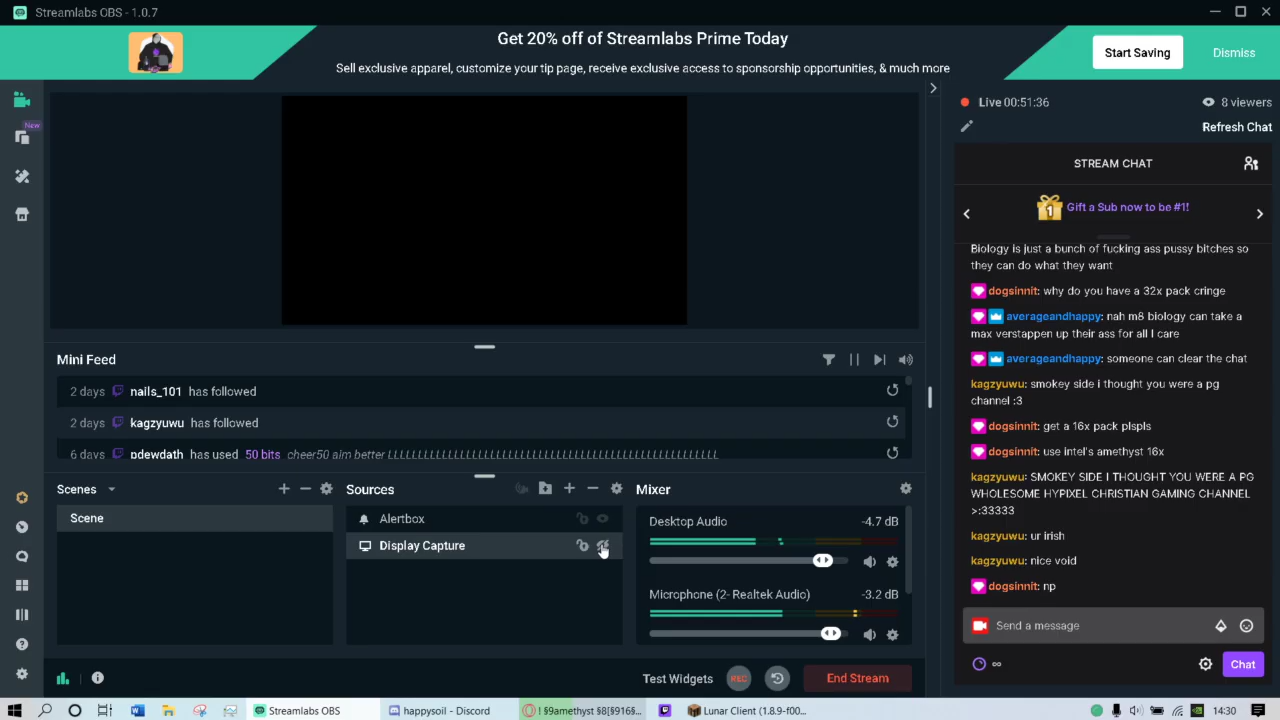 Streamlabs OBS - 1.0.7
Get 20% off of Streamlabs Prime Today
Sell exclusive apparel, customize your tip page, receive exclusive access to sponsorship opportunities, & much more
Start Saving
Dismiss
New
Live 00:51:36
8 viewers
Refresh Chat
STREAM CHAT
1
Gift a Sub now to be #1!
Biology is just a bunch of fucking ass pussy bitches so
they can do what they want
dogsinnit: why do you have a 32x pack cringe
averageandhappy: nah m8 biology can take a
max verstappen up their ass for all I care
averageandhappy: someone can clear the chat
kagzyuwu: smokey side i thought you were a pg
channel :3
dogsinnit: get a 16x pack plspls
dogsinnit: use intel's amethyst 16x
kagzyuwu: SMOKEY SIDE I THOUGHT YOU WERE A PG
WHOLESOME HYPIXEL CHRISTIAN GAMING CHANNEL
>:33333
kagzyuwu: ur irish
kagzyuwu: nice void
dogsinnit: np
Send a message
∞
Chat
Mini Feed
2 days nails_101 has followed
2 days kagzyuwu has followed
6 days pdewdath has used 50 bits cheer50 aim better
Scenes
Scene
Sources
Alertbox
Display Capture
Mixer
Desktop Audio -4.7 dB
Microphone (2- Realtek Audio) -3.2 dB
Test Widgets
REC
End Stream
Streamlabs OBS
happysoil - Discord
! §9amethyst §8[§916...
Lunar Client (1.8.9-f00...
14:30